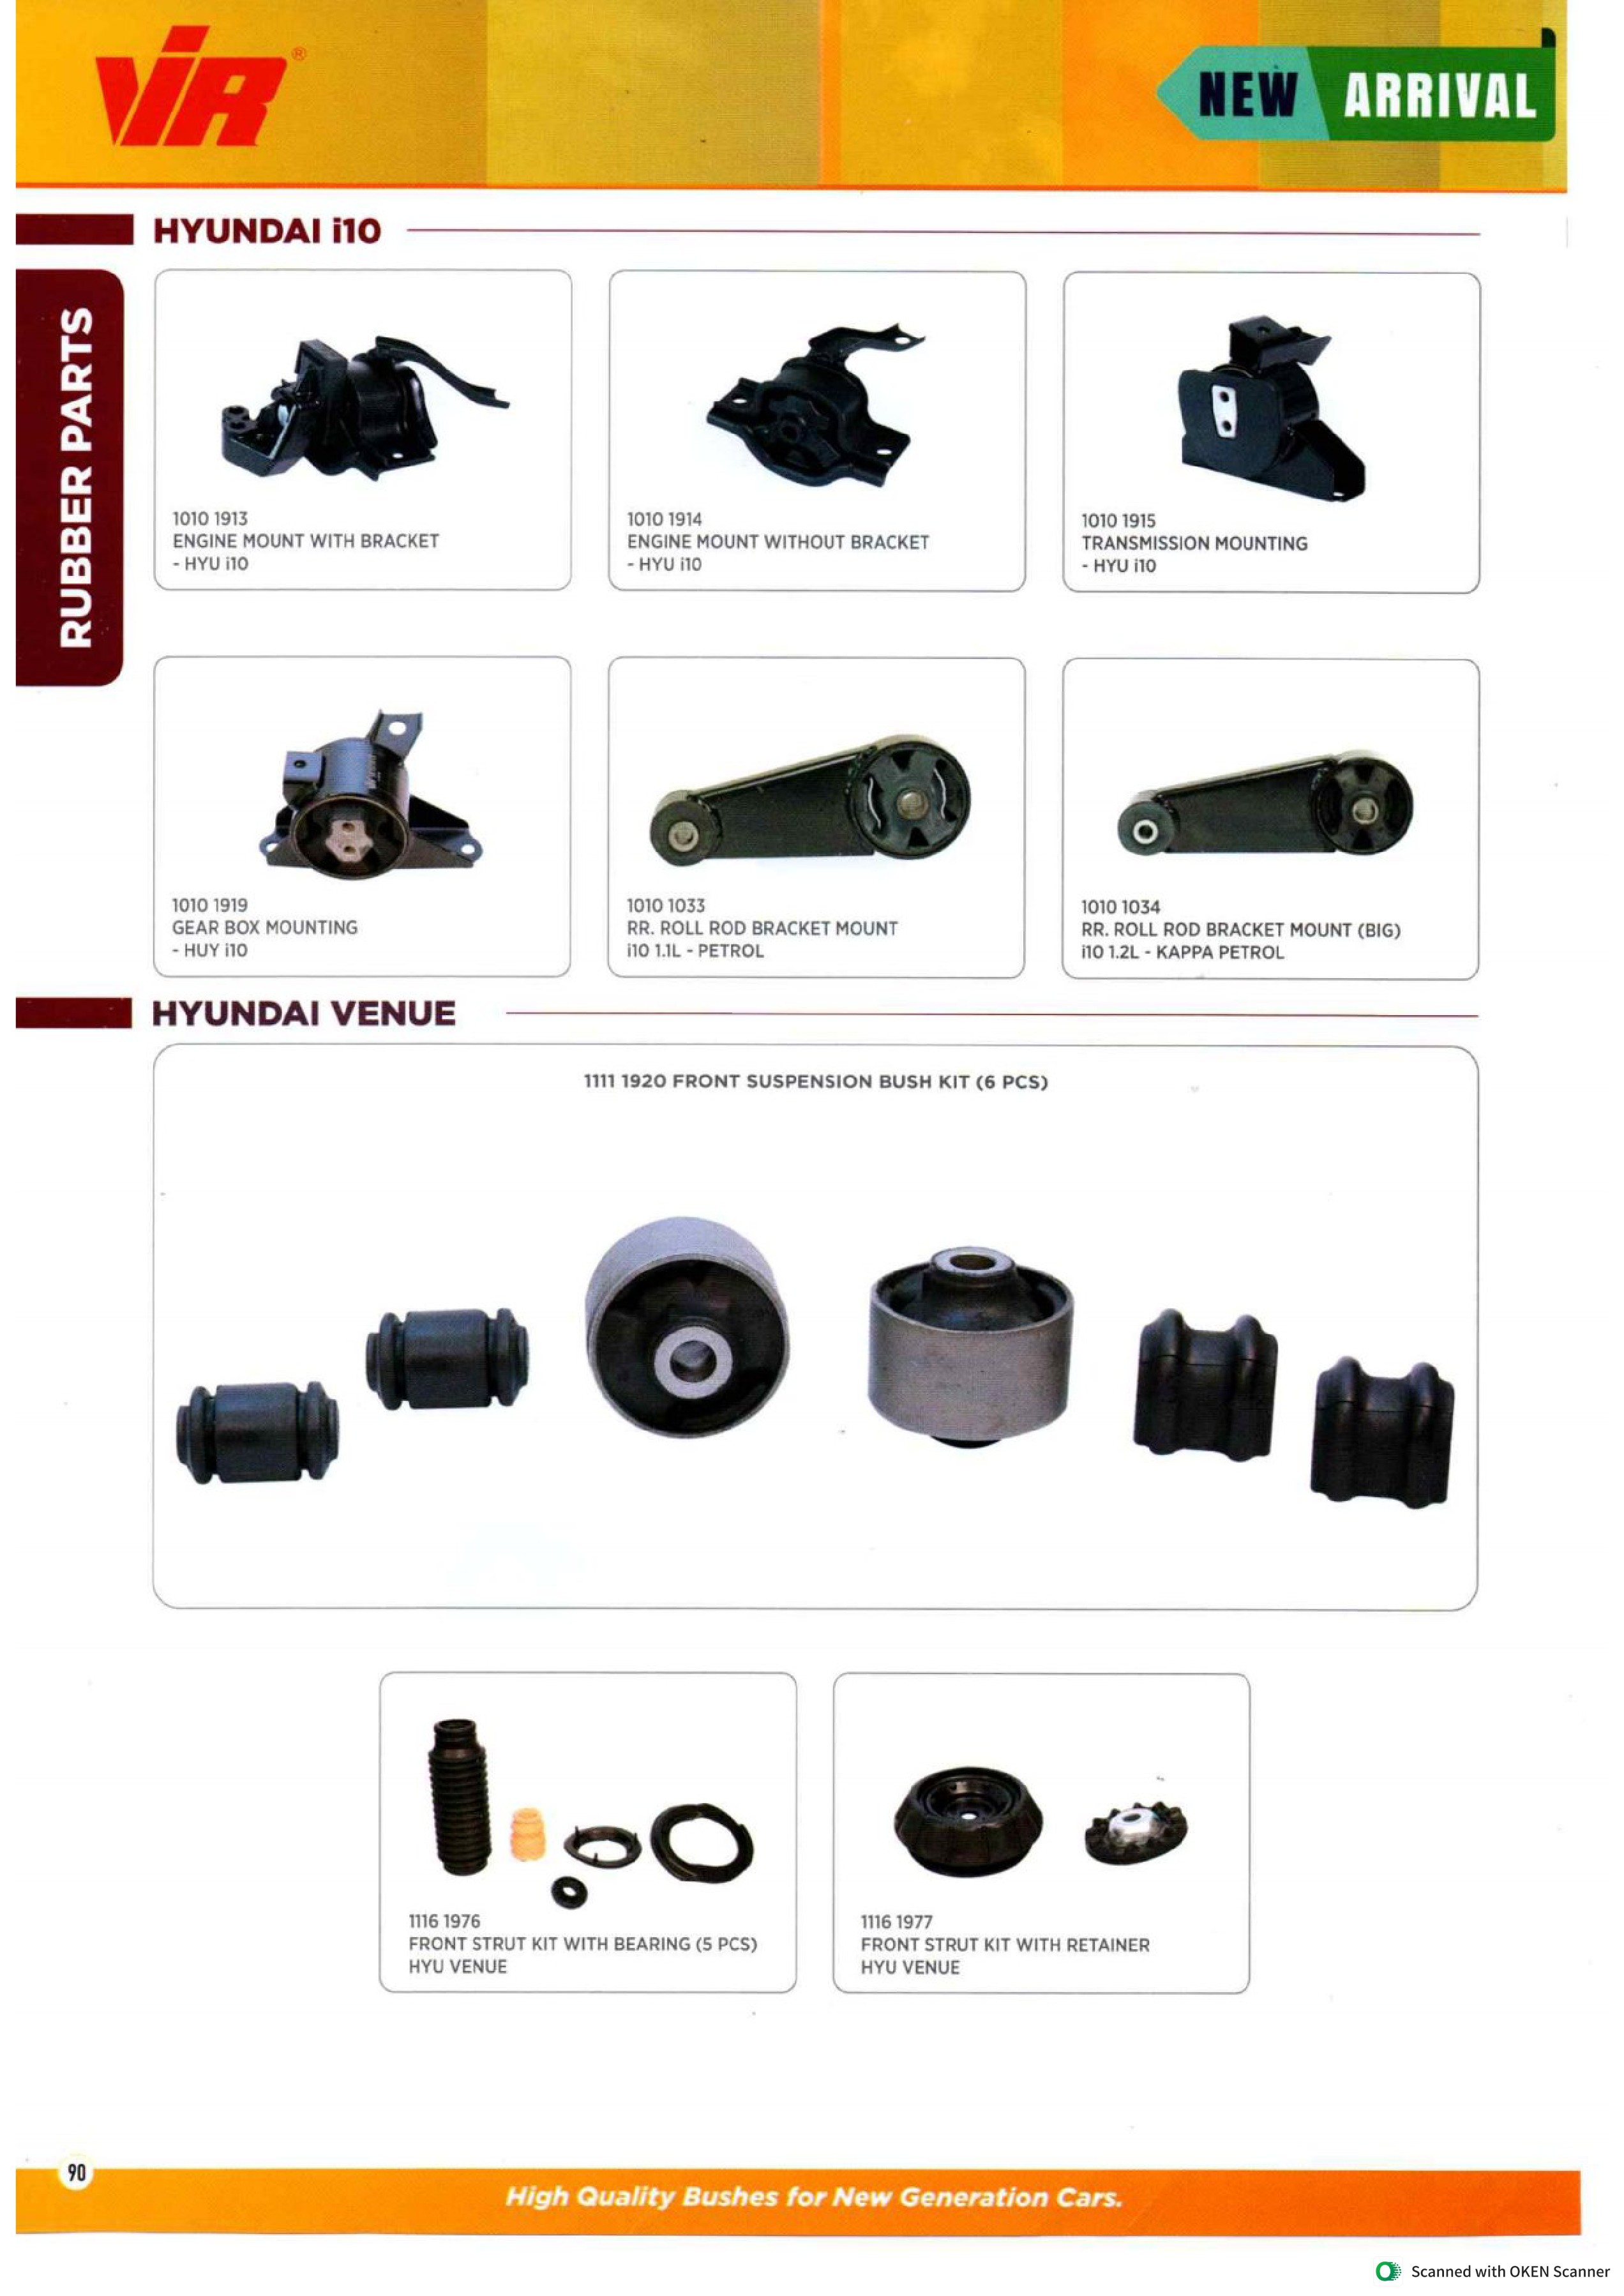 ViR®
NEW ARRIVAL
HYUNDAI i10
RUBBER PARTS
1010 1913
ENGINE MOUNT WITH BRACKET
- HYU i10
1010 1914
ENGINE MOUNT WITHOUT BRACKET
- HYU i10
1010 1915
TRANSMISSION MOUNTING
- HYU i10
1010 1919
GEAR BOX MOUNTING
- HUY i10
1010 1033
RR. ROLL ROD BRACKET MOUNT
i10 1.1L - PETROL
1010 1034
RR. ROLL ROD BRACKET MOUNT (BIG)
i10 1.2L - KAPPA PETROL
HYUNDAI VENUE
1111 1920 FRONT SUSPENSION BUSH KIT (6 PCS)
1116 1976
FRONT STRUT KIT WITH BEARING (5 PCS)
HYU VENUE
1116 1977
FRONT STRUT KIT WITH RETAINER
HYU VENUE
90
High Quality Bushes for New Generation Cars.
Scanned with OKEN Scanner